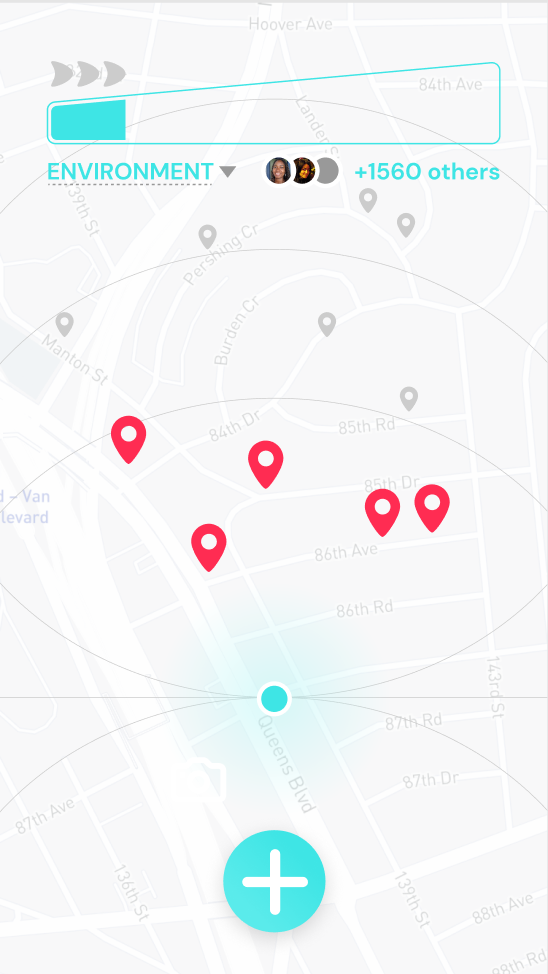 Hoover Ave
84th Ave
ENVIRONMENT
+1560 others
139th St
Pershing Cr
Burden Cr
Manton St
84th Dr
85th Rd
85th Dr
d - Van
levard
86th Ave
86th Rd
143rd St
87th Rd
Queens Blvd
87th Dr
87th Ave
136th St
139th St
88th Ave
88th Rd